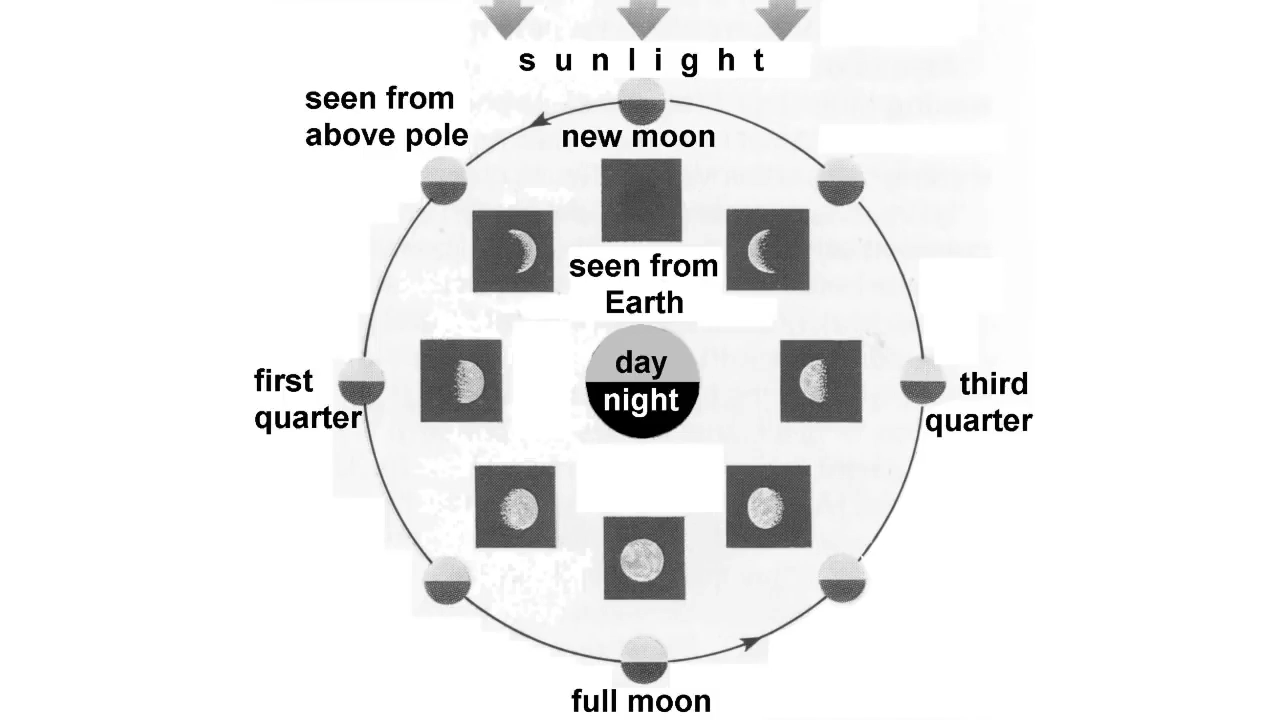 s u n l i g h t
seen from
above pole
new moon
seen from
Earth
day
night
first
quarter
third
quarter
full moon